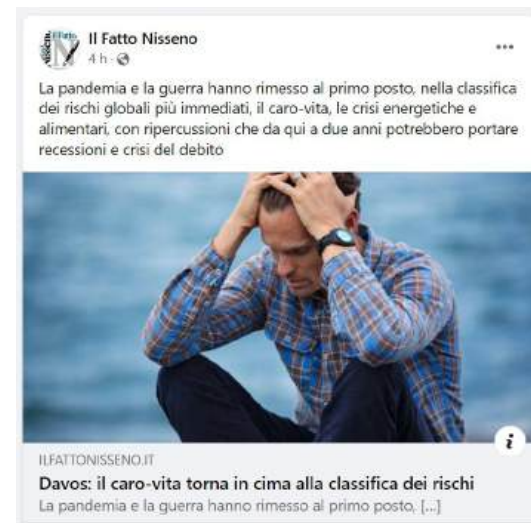 Il Fatto Nisseno
4 h ·
La pandemia e la guerra hanno rimesso al primo posto, nella classifica
dei rischi globali più immediati, il caro-vita, le crisi energetiche e
alimentari, con ripercussioni che da qui a due anni potrebbero portare
recessioni e crisi del debito
ILFATTONISSENO.IT
Davos: il caro-vita torna in cima alla classifica dei rischi
La pandemia e la guerra hanno rimesso al primo posto, [...]